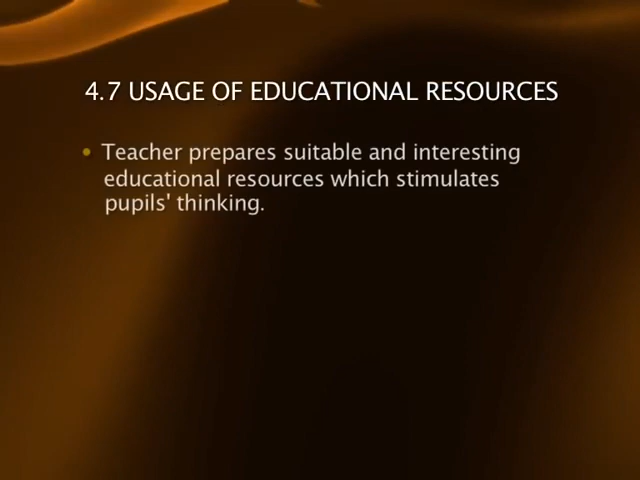 4.7 USAGE OF EDUCATIONAL RESOURCES
• Teacher prepares suitable and interesting
educational resources which stimulates
pupils' thinking.